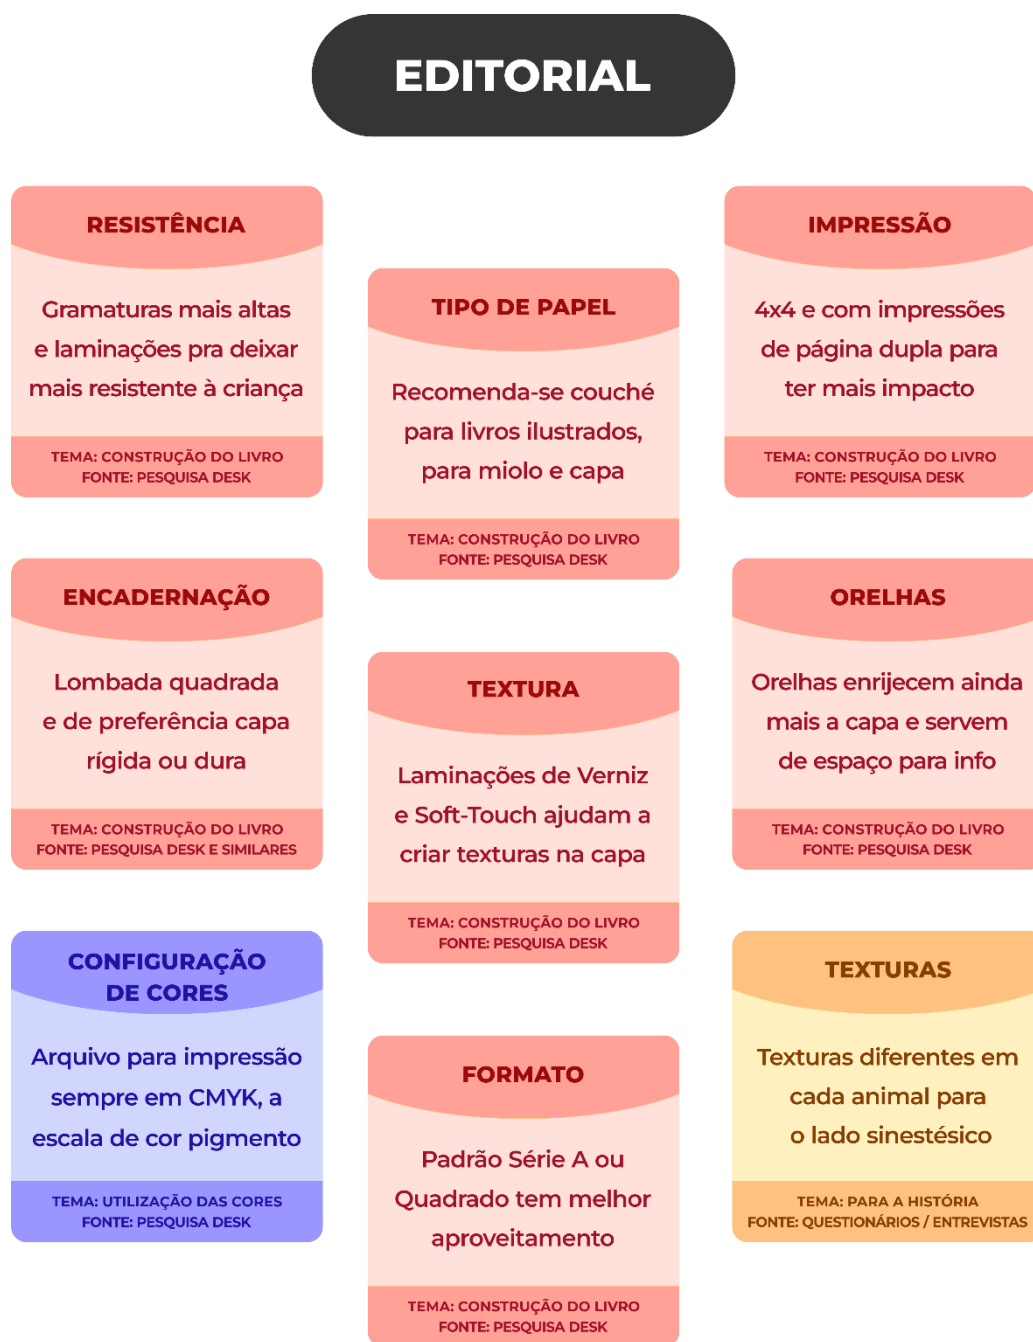 EDITORIAL
RESISTÊNCIA
Gramaturas mais altas
e laminações pra deixar
mais resistente à criança
TEMA: CONSTRUÇÃO DO LIVRO
FONTE: PESQUISA DESK
TIPO DE PAPEL
Recomenda-se couché
para livros ilustrados,
para miolo e capa
TEMA: CONSTRUÇÃO DO LIVRO
FONTE: PESQUISA DESK
IMPRESSÃO
4x4 e com impressões
de página dupla para
ter mais impacto
TEMA: CONSTRUÇÃO DO LIVRO
FONTE: PESQUISA DESK
ENCADERNAÇÃO
Lombada quadrada
e de preferência capa
rígida ou dura
TEMA: CONSTRUÇÃO DO LIVRO
FONTE: PESQUISA DESK E SIMILARES
TEXTURA
Laminações de Verniz
e Soft-Touch ajudam a
criar texturas na capa
TEMA: CONSTRUÇÃO DO LIVRO
FONTE: PESQUISA DESK
ORELHAS
Orelhas enrijecem ainda
mais a capa e servem
de espaço para info
TEMA: CONSTRUÇÃO DO LIVRO
FONTE: PESQUISA DESK
CONFIGURAÇÃO
DE CORES
Arquivo para impressão
sempre em CMYK, a
escala de cor pigmento
TEMA: UTILIZAÇÃO DAS CORES
FONTE: PESQUISA DESK
FORMATO
Padrão Série A ou
Quadrado tem melhor
aproveitamento
TEMA: CONSTRUÇÃO DO LIVRO
FONTE: PESQUISA DESK
TEXTURAS
Texturas diferentes em
cada animal para
o lado sinestésico
TEMA: PARA A HISTÓRIA
FONTE: QUESTIONÁRIOS / ENTREVISTAS